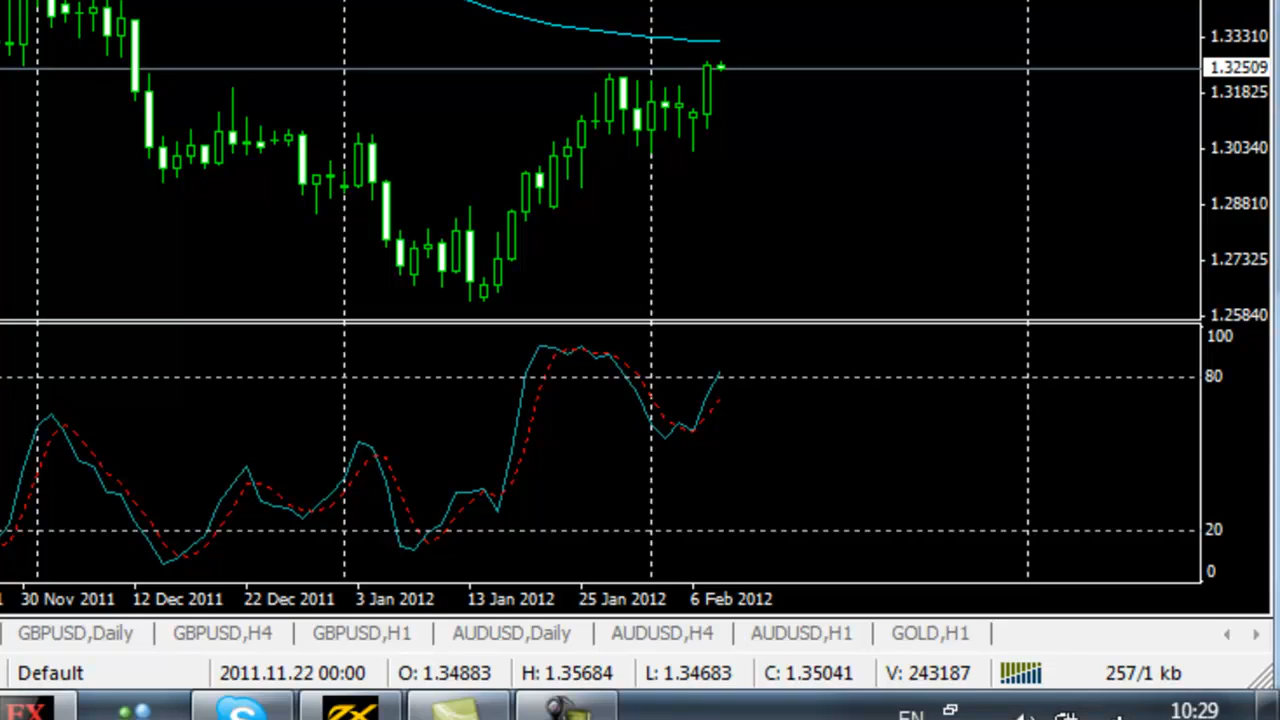 1.33310
1.32509
1.31825
1.30340
1.28810
1.27325
1.25840
100
80
20
0
30 Nov 2011 12 Dec 2011 22 Dec 2011 3 Jan 2012 13 Jan 2012 25 Jan 2012 6 Feb 2012
GBPUSD,Daily GBPUSD,H4 GBPUSD,H1 AUDUSD,Daily AUDUSD,H4 AUDUSD,H1 GOLD,H1
Default 2011.11.22 00:00 O: 1.34883 H: 1.35684 L: 1.34683 C: 1.35041 V: 243187 257/1 kb
FX EN 10:29